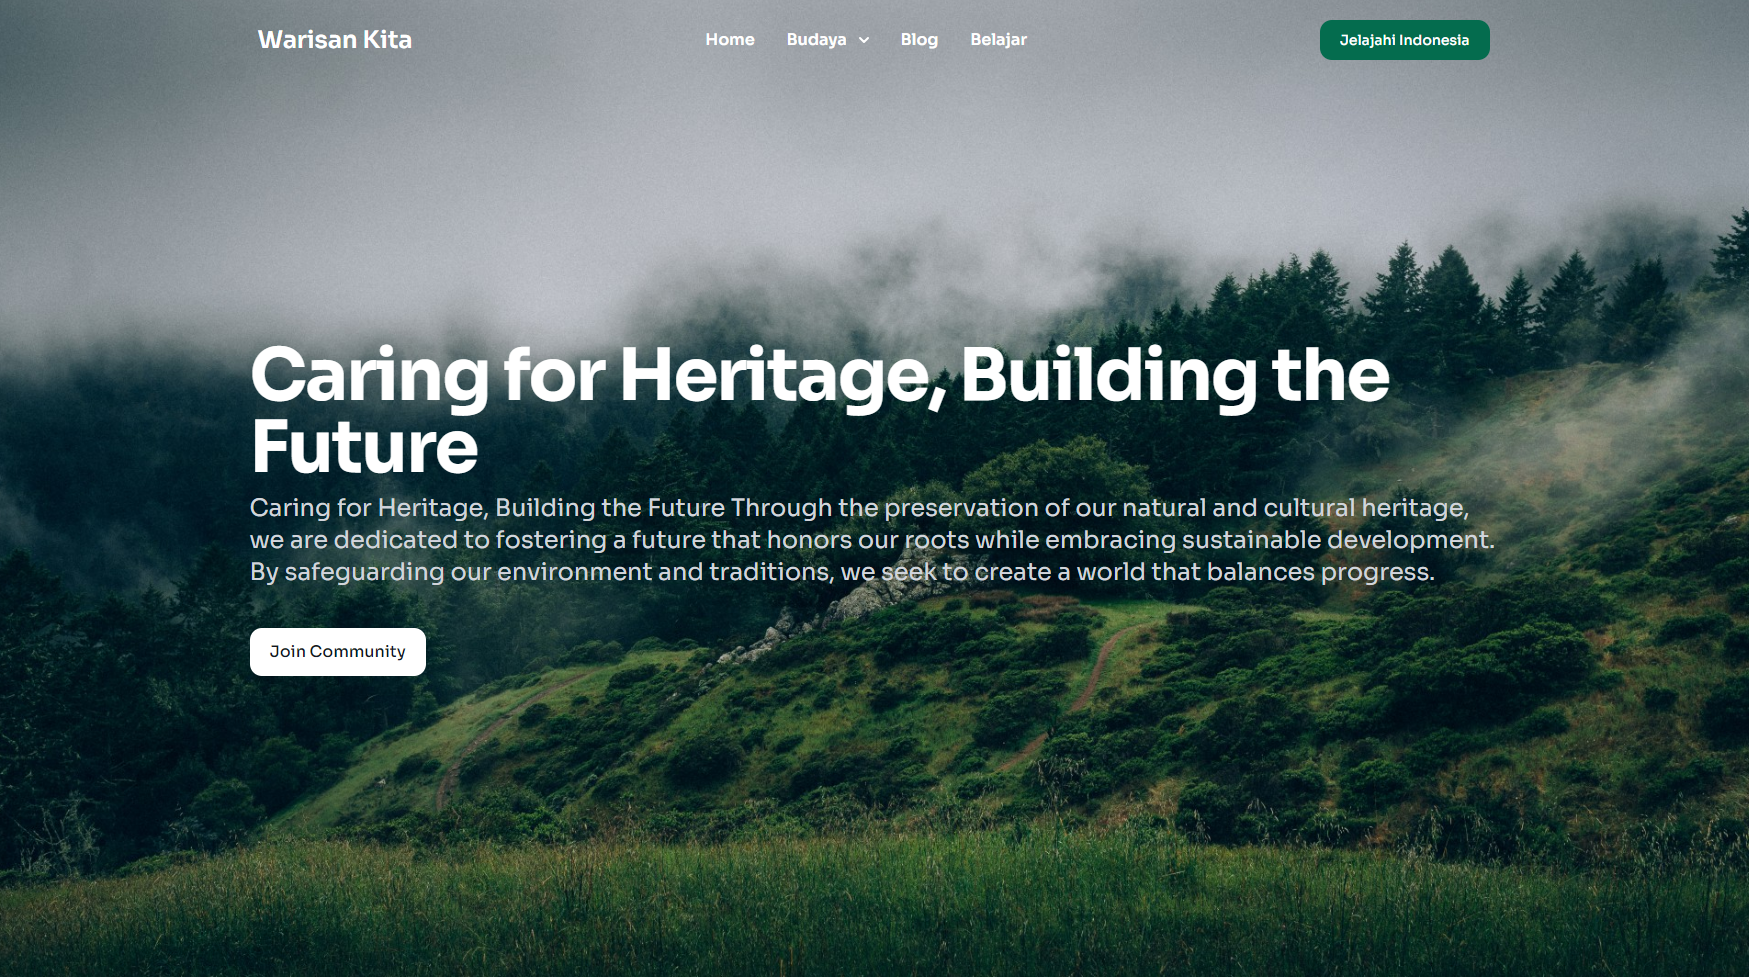 Warisan Kita
Home
Budaya
Blog
Belajar
Jelajahi Indonesia
Caring for Heritage, Building the
Future
Caring for Heritage, Building the Future Through the preservation of our natural and cultural heritage,
we are dedicated to fostering a future that honors our roots while embracing sustainable development.
By safeguarding our environment and traditions, we seek to create a world that balances progress.
Join Community